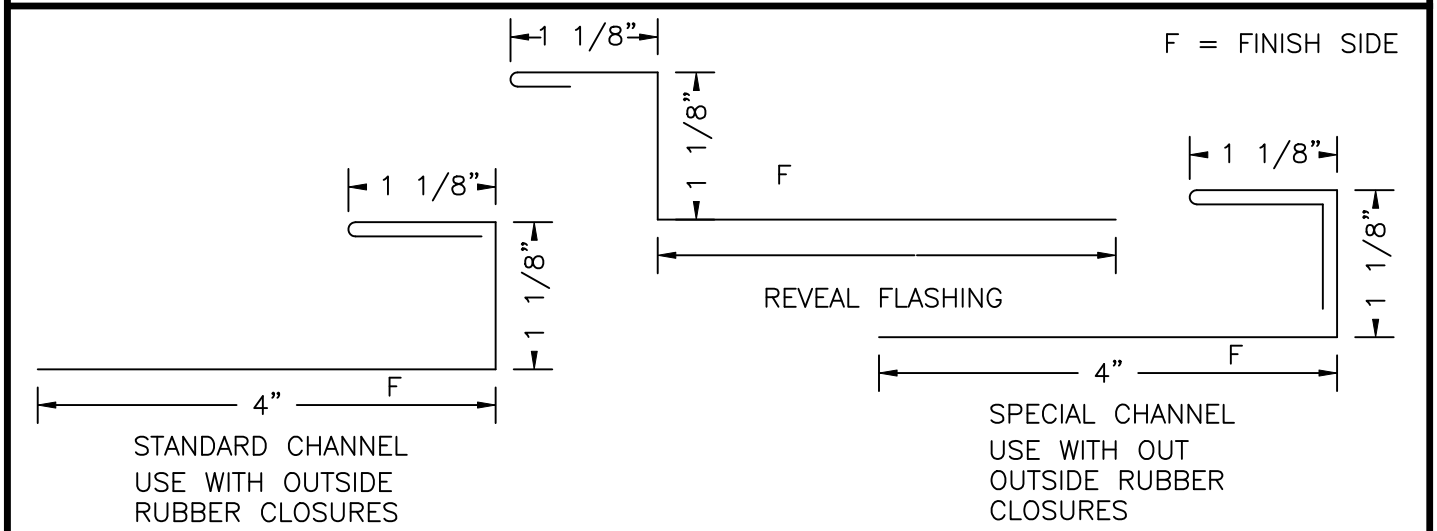 1 1/8"
F = FINISH SIDE
1 1/8"
F
REVEAL FLASHING
1 1/8"
1 1/8"
F
4"
STANDARD CHANNEL
USE WITH OUTSIDE
RUBBER CLOSURES
1 1/8"
1 1/8"
F
4"
SPECIAL CHANNEL
USE WITH OUT
OUTSIDE RUBBER
CLOSURES